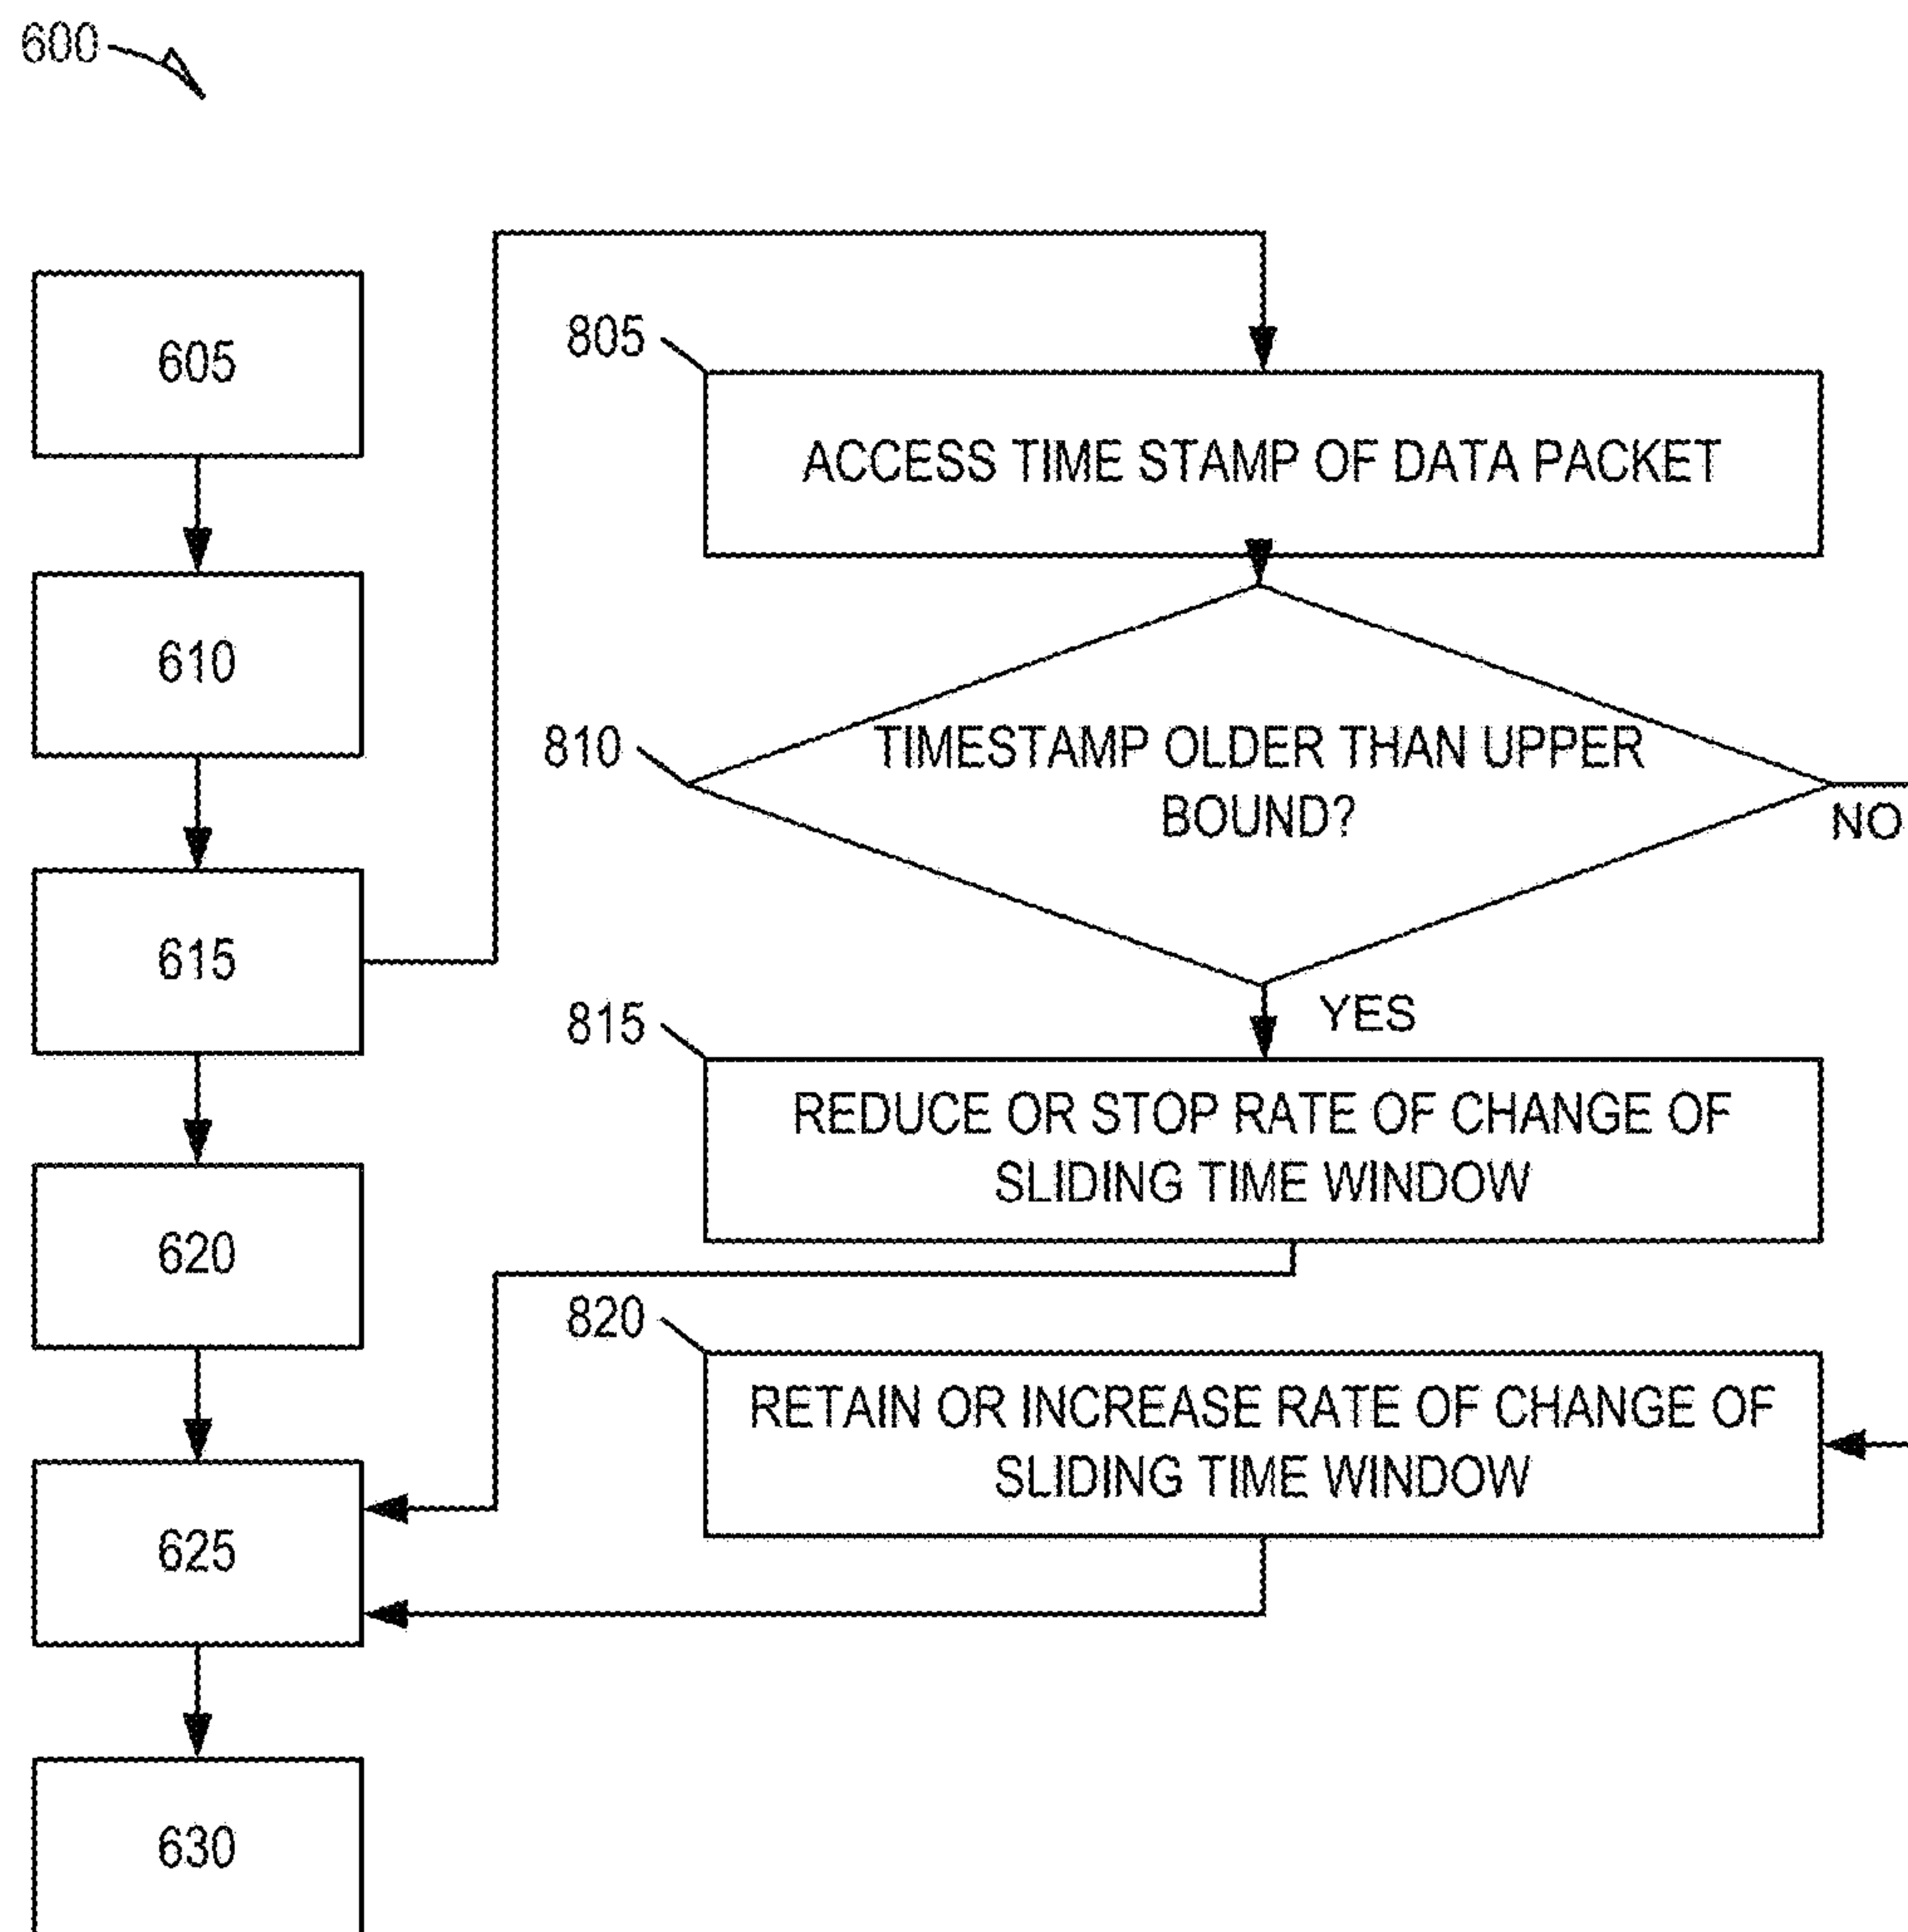 600
605
610
615
620
625
630
805
ACCESS TIME STAMP OF DATA PACKET
810
TIMESTAMP OLDER THAN UPPER
BOUND?
NO
YES
815
REDUCE OR STOP RATE OF CHANGE OF
SLIDING TIME WINDOW
820
RETAIN OR INCREASE RATE OF CHANGE OF
SLIDING TIME WINDOW